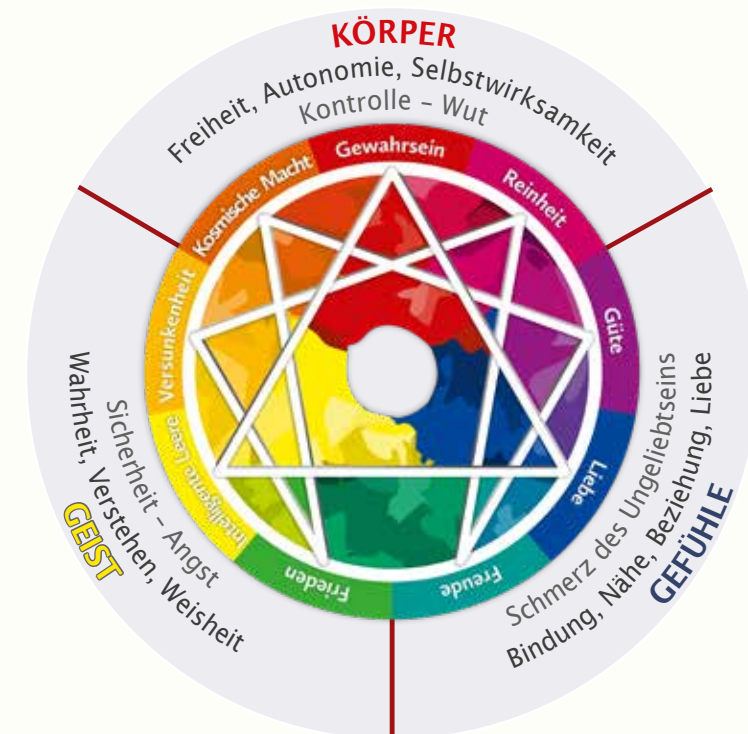 KÖRPER
Freiheit, Autonomie, Selbstwirksamkeit
Kontrolle – Wut
Gewahrsein
Reinheit
Güte
Liebe
Freude
Frieden
Intelligente Leere
Versunkenheit
Kosmische Macht
Schmerz des Ungeliebtseins
Bindung, Nähe, Beziehung, Liebe
GEFÜHLE
Sicherheit – Angst
Wahrheit, Verstehen, Weisheit
GEIST